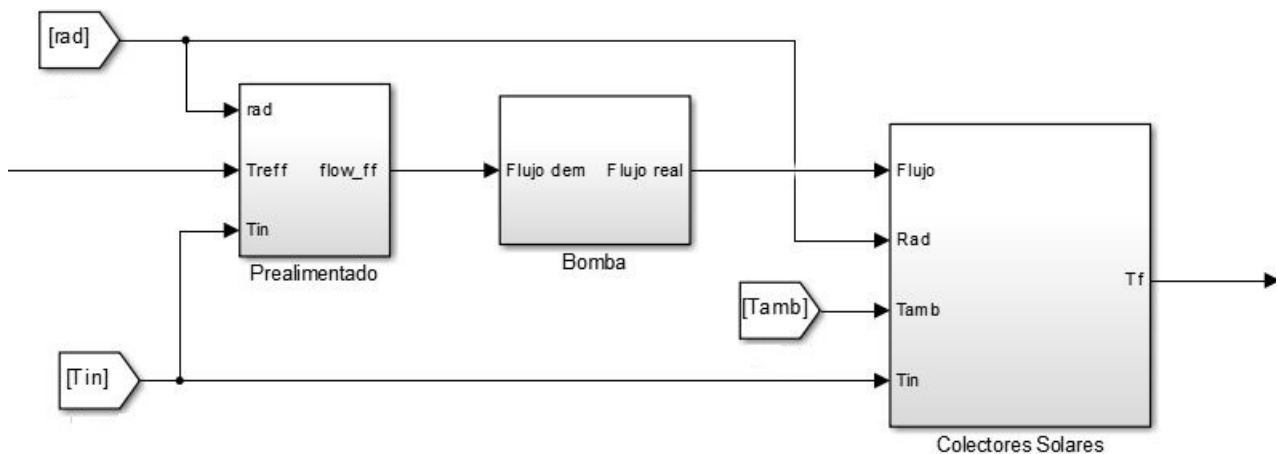 [rad]
rad
Treff
flow_ff
Tin
Prealimentado
Flujo dem
Flujo real
Bomba
[Tamb]
[Tin]
Flujo
Rad
Tamb
Tin
Tf
Colectores Solares